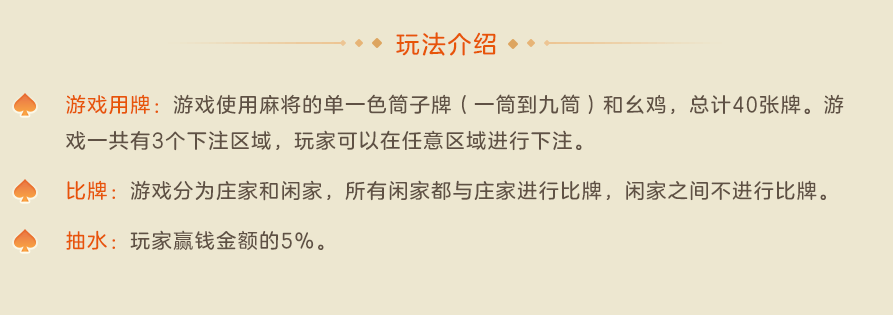 玩法介绍
游戏用牌：游戏使用麻将的单一色筒子牌（一筒到九筒）和幺鸡，总计40张牌。游
戏一共有3个下注区域，玩家可以在任意区域进行下注。
比牌：游戏分为庄家和闲家，所有闲家都与庄家进行比牌，闲家之间不进行比牌。
抽水：玩家赢钱金额的5%。